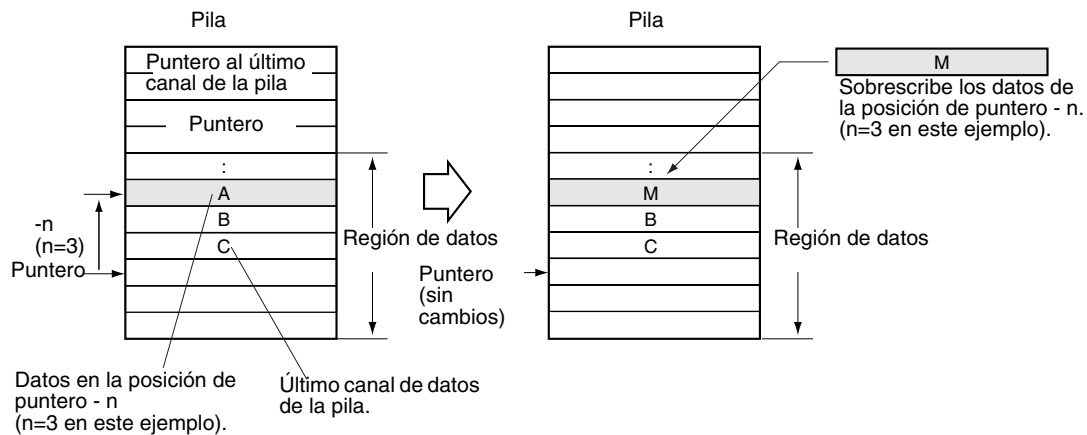 Pila
Puntero al último
canal de la pila
Puntero
:
A
B
C
-n
(n=3)
Puntero
Región de datos
Datos en la posición de
puntero - n
(n=3 en este ejemplo).
Último canal de datos
de la pila.
Pila
:
M
B
C
Puntero
(sin
cambios)
Región de datos
M
Sobrescribe los datos de
la posición de puntero - n.
(n=3 en este ejemplo).